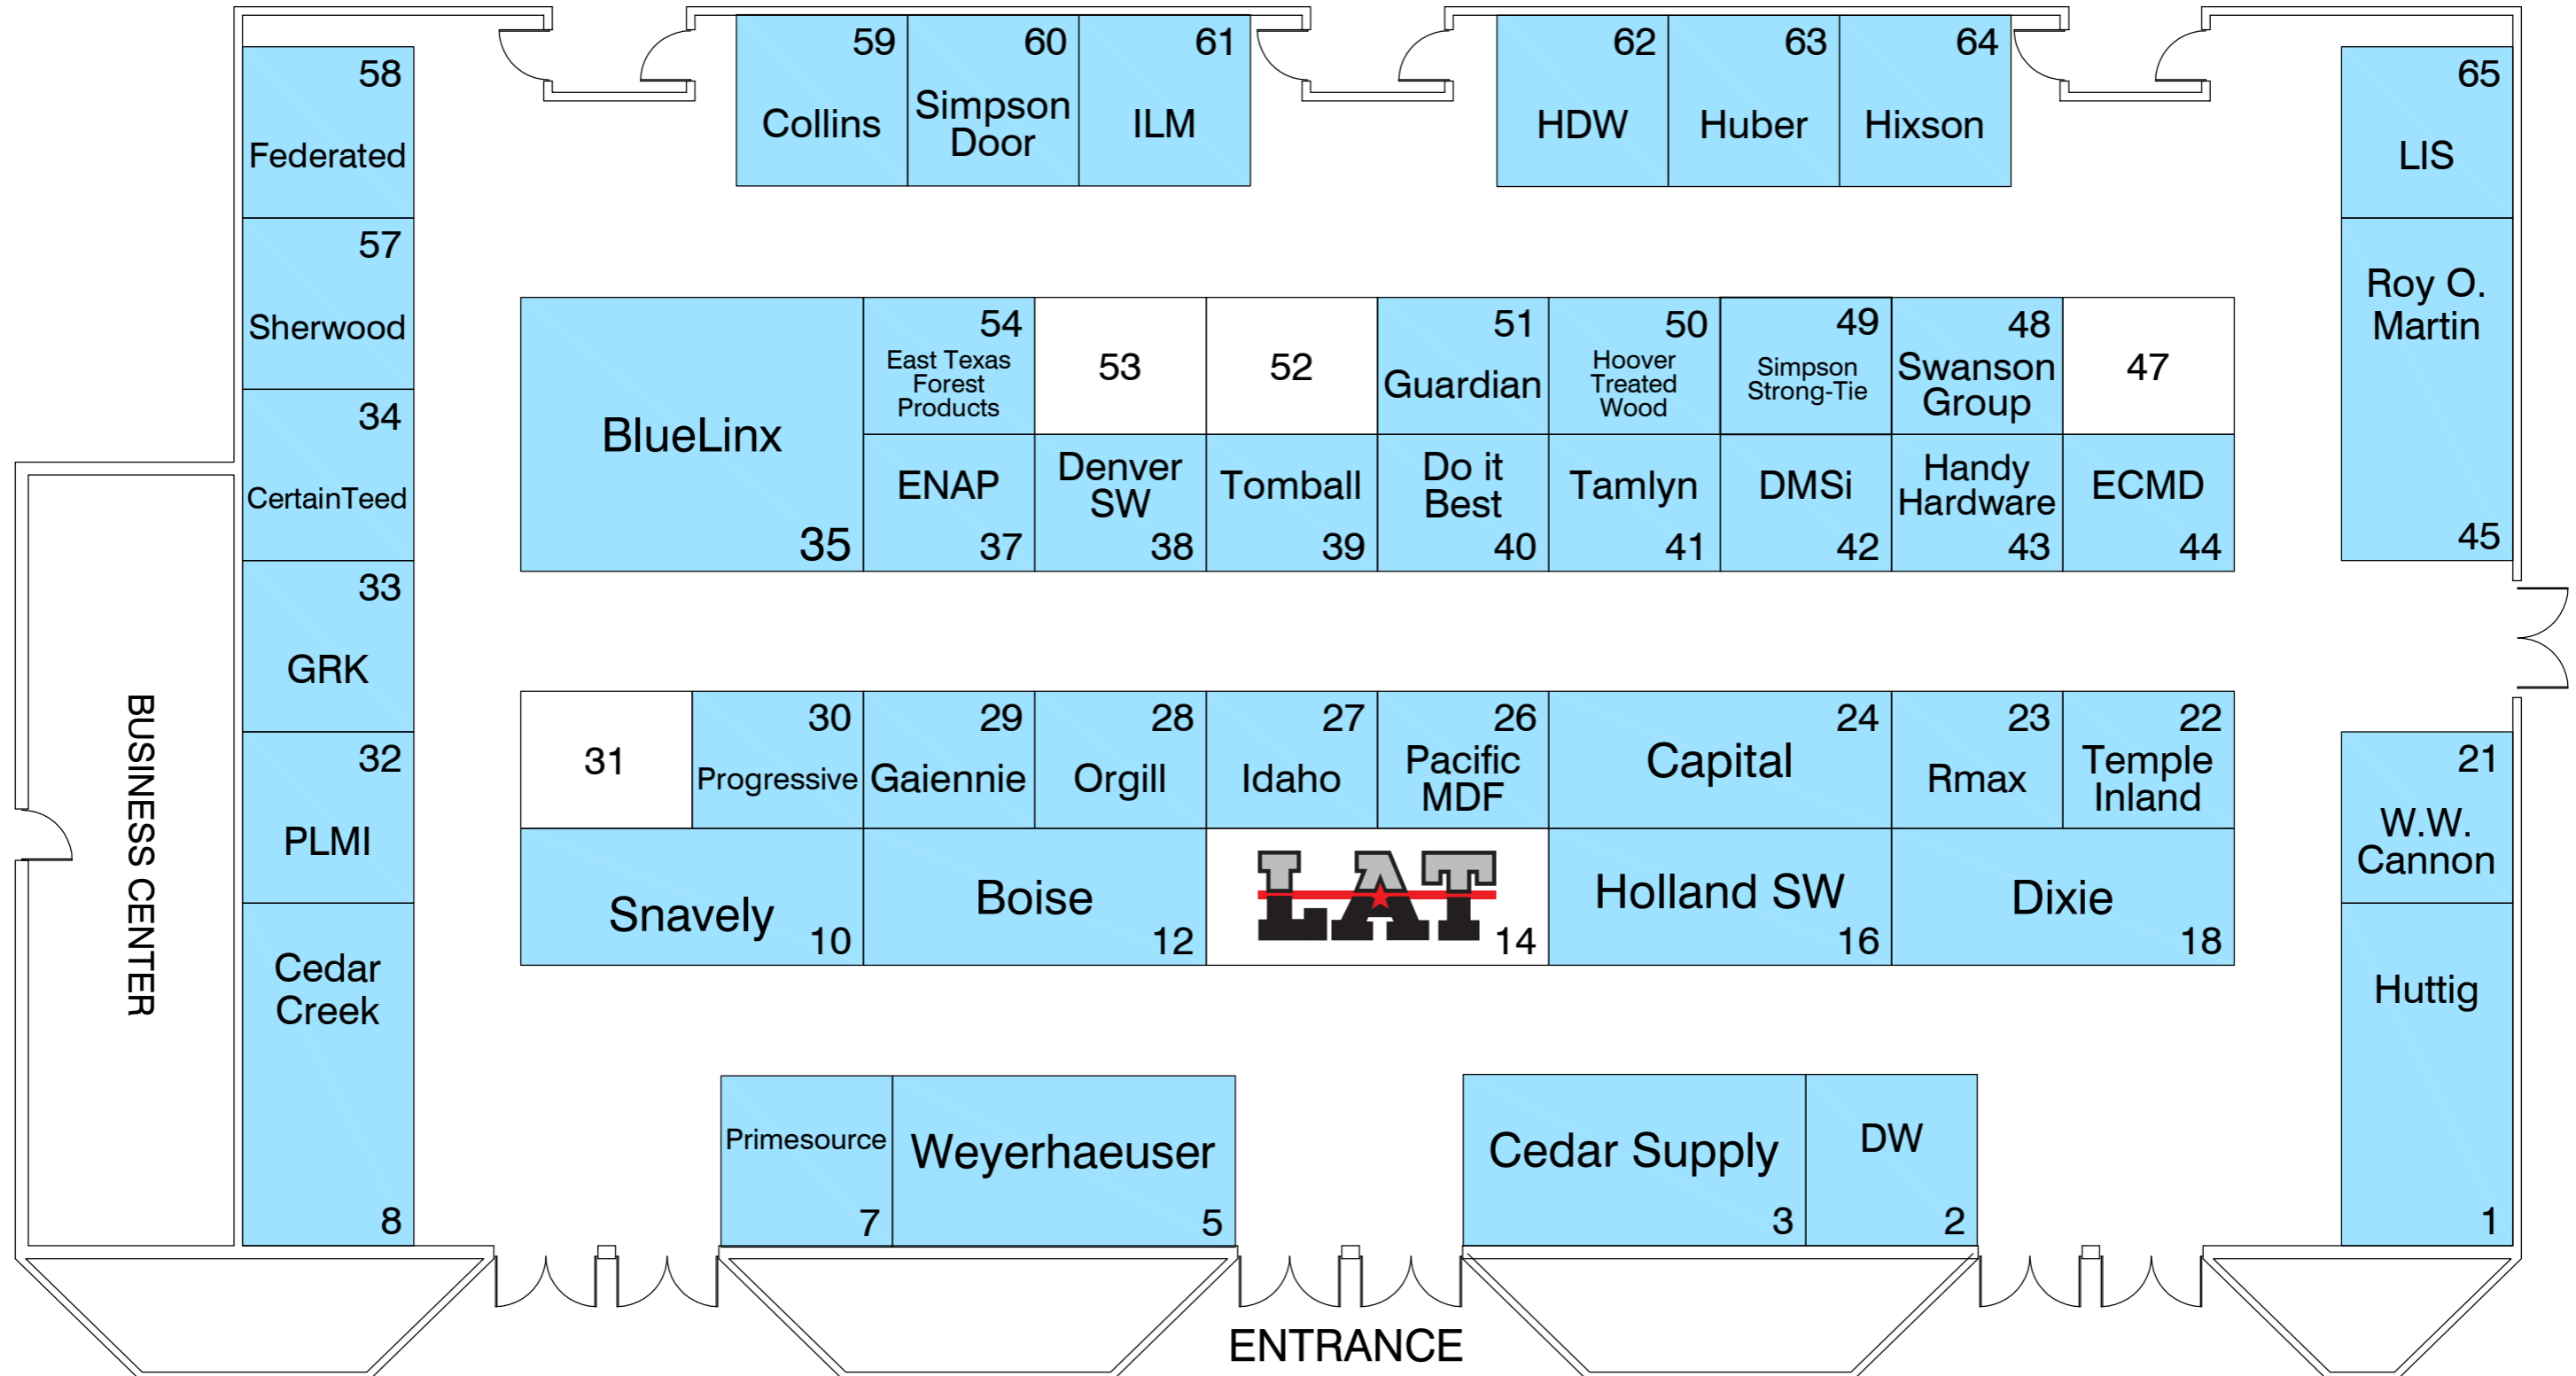 59
60
61
62
63
64
Collins
Simpson
Door
ILM
HDW
Huber
Hixson
58
Federated
57
Sherwood
34
CertainTeed
33
GRK
32
PLMI
Cedar
Creek
8
BUSINESS CENTER
65
LIS
Roy O.
Martin
45
BlueLinx
35
54
East Texas
Forest
Products
53
52
51
Guardian
50
Hoover
Treated
Wood
49
Simpson
Strong-Tie
48
Swanson
Group
47
ENAP
37
Denver
SW
38
Tomball
39
Do it
Best
40
Tamlyn
41
DMSi
42
Handy
Hardware
43
ECMD
44
31
30
Progressive
29
Gaiennie
28
Orgill
27
Idaho
26
Pacific
MDF
24
Capital
23
Rmax
22
Temple
Inland
Snavely
10
Boise
12
LAT
14
Holland SW
16
Dixie
18
21
W.W.
Cannon
Huttig
1
Primesource
7
Weyerhaeuser
5
Cedar Supply
3
DW
2
ENTRANCE